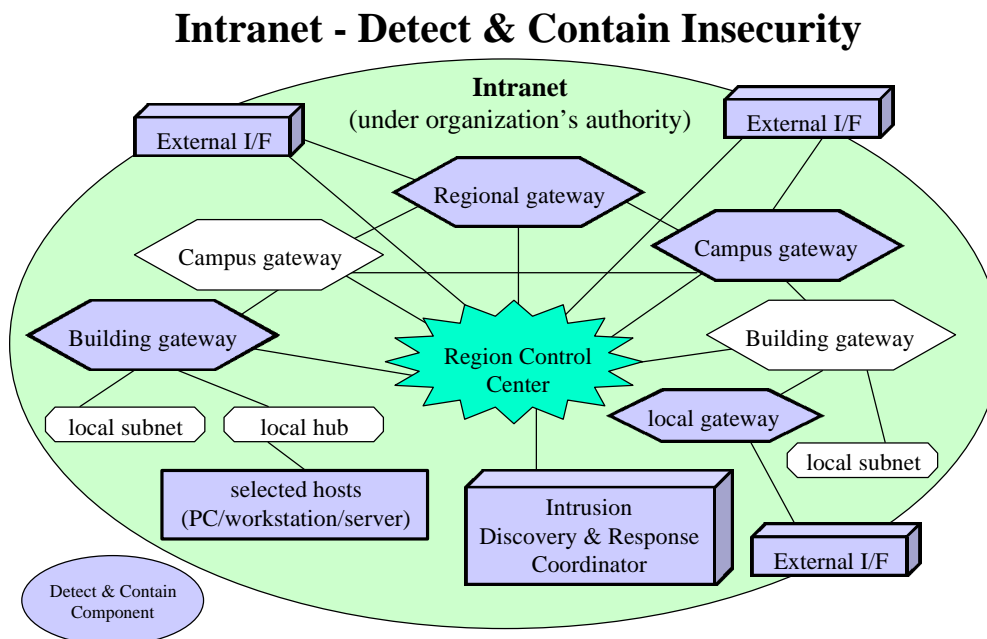 Intranet - Detect & Contain Insecurity
Intranet
(under organization’s authority)
External I/F
External I/F
Regional gateway
Campus gateway
Campus gateway
Building gateway
Building gateway
Region Control
Center
local subnet
local hub
local gateway
local subnet
selected hosts
(PC/workstation/server)
Intrusion
Discovery & Response
Coordinator
External I/F
Detect & Contain
Component